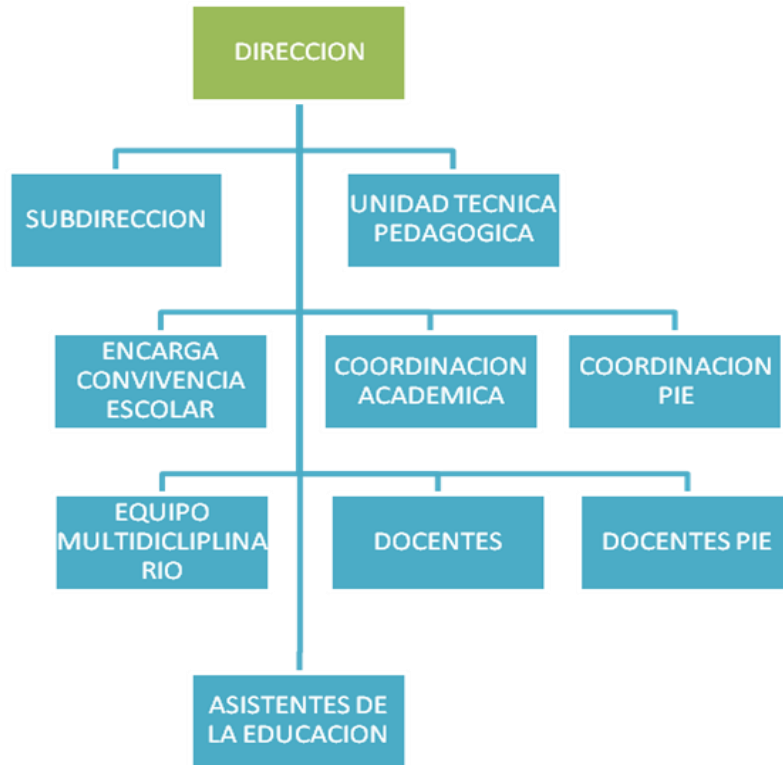 DIRECCION
SUBDIRECCION
UNIDAD TECNICA
PEDAGOGICA
ENCARGA
CONVIVENCIA
ESCOLAR
COORDINACION
ACADEMICA
COORDINACION
PIE
EQUIPO
MULTIDICLIPLINA
RIO
DOCENTES
DOCENTES PIE
ASISTENTES DE
LA EDUCACION